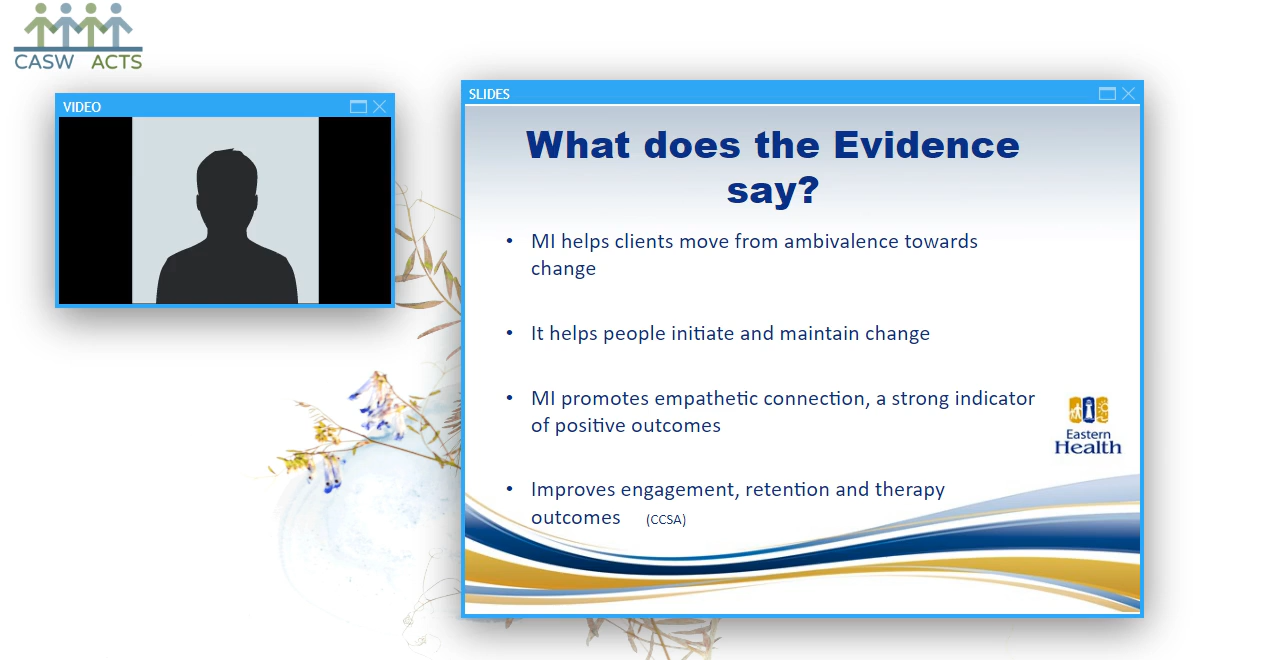 CASW ACTS
VIDEO
SLIDES
What does the Evidence
say?
• MI helps clients move from ambivalence towards
change
• It helps people initiate and maintain change
• MI promotes empathetic connection, a strong indicator
of positive outcomes
Eastern
Health
• Improves engagement, retention and therapy
outcomes (CCSA)